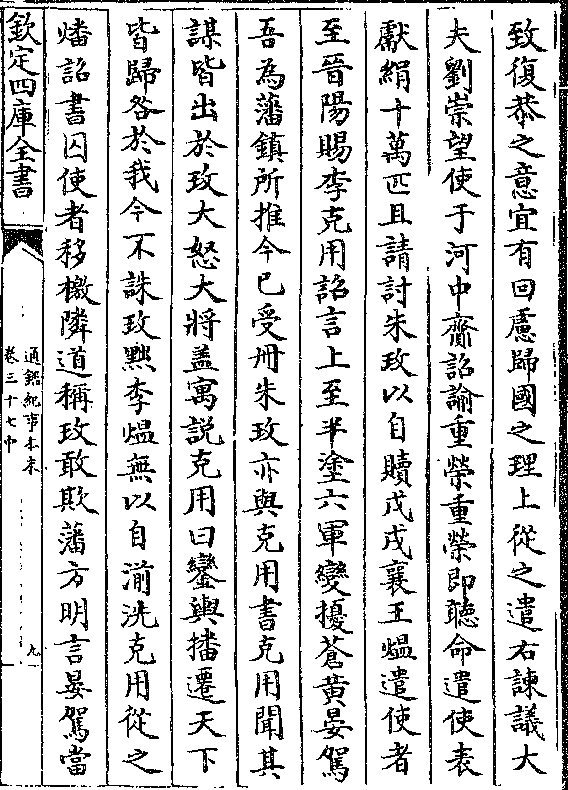 致復恭之意宜有回慮歸國之理上從之遣右諫議大
夫劉崇望使于河中齎詔諭重榮重榮即聽命遣使表
獻絹十萬匹且請討朱玫以自贖戊戌襄王熅遣使者
至晉陽賜李克用詔言上至半塗六軍變擾蒼黄晏駕
吾為藩鎮所推今已受冊朱玫亦與克用書克用聞其
謀皆出於玫大怒大將盖寓説克用曰鑾輿播遷天下
皆歸咎於我今不誅玫黜李熅無以自湔洗克用從之
燔詔書囚使者移檄隣道稱玫敢欺藩方明言晏駕當
欽定四庫全書
通鑑紀事本末
卷三十七中
九